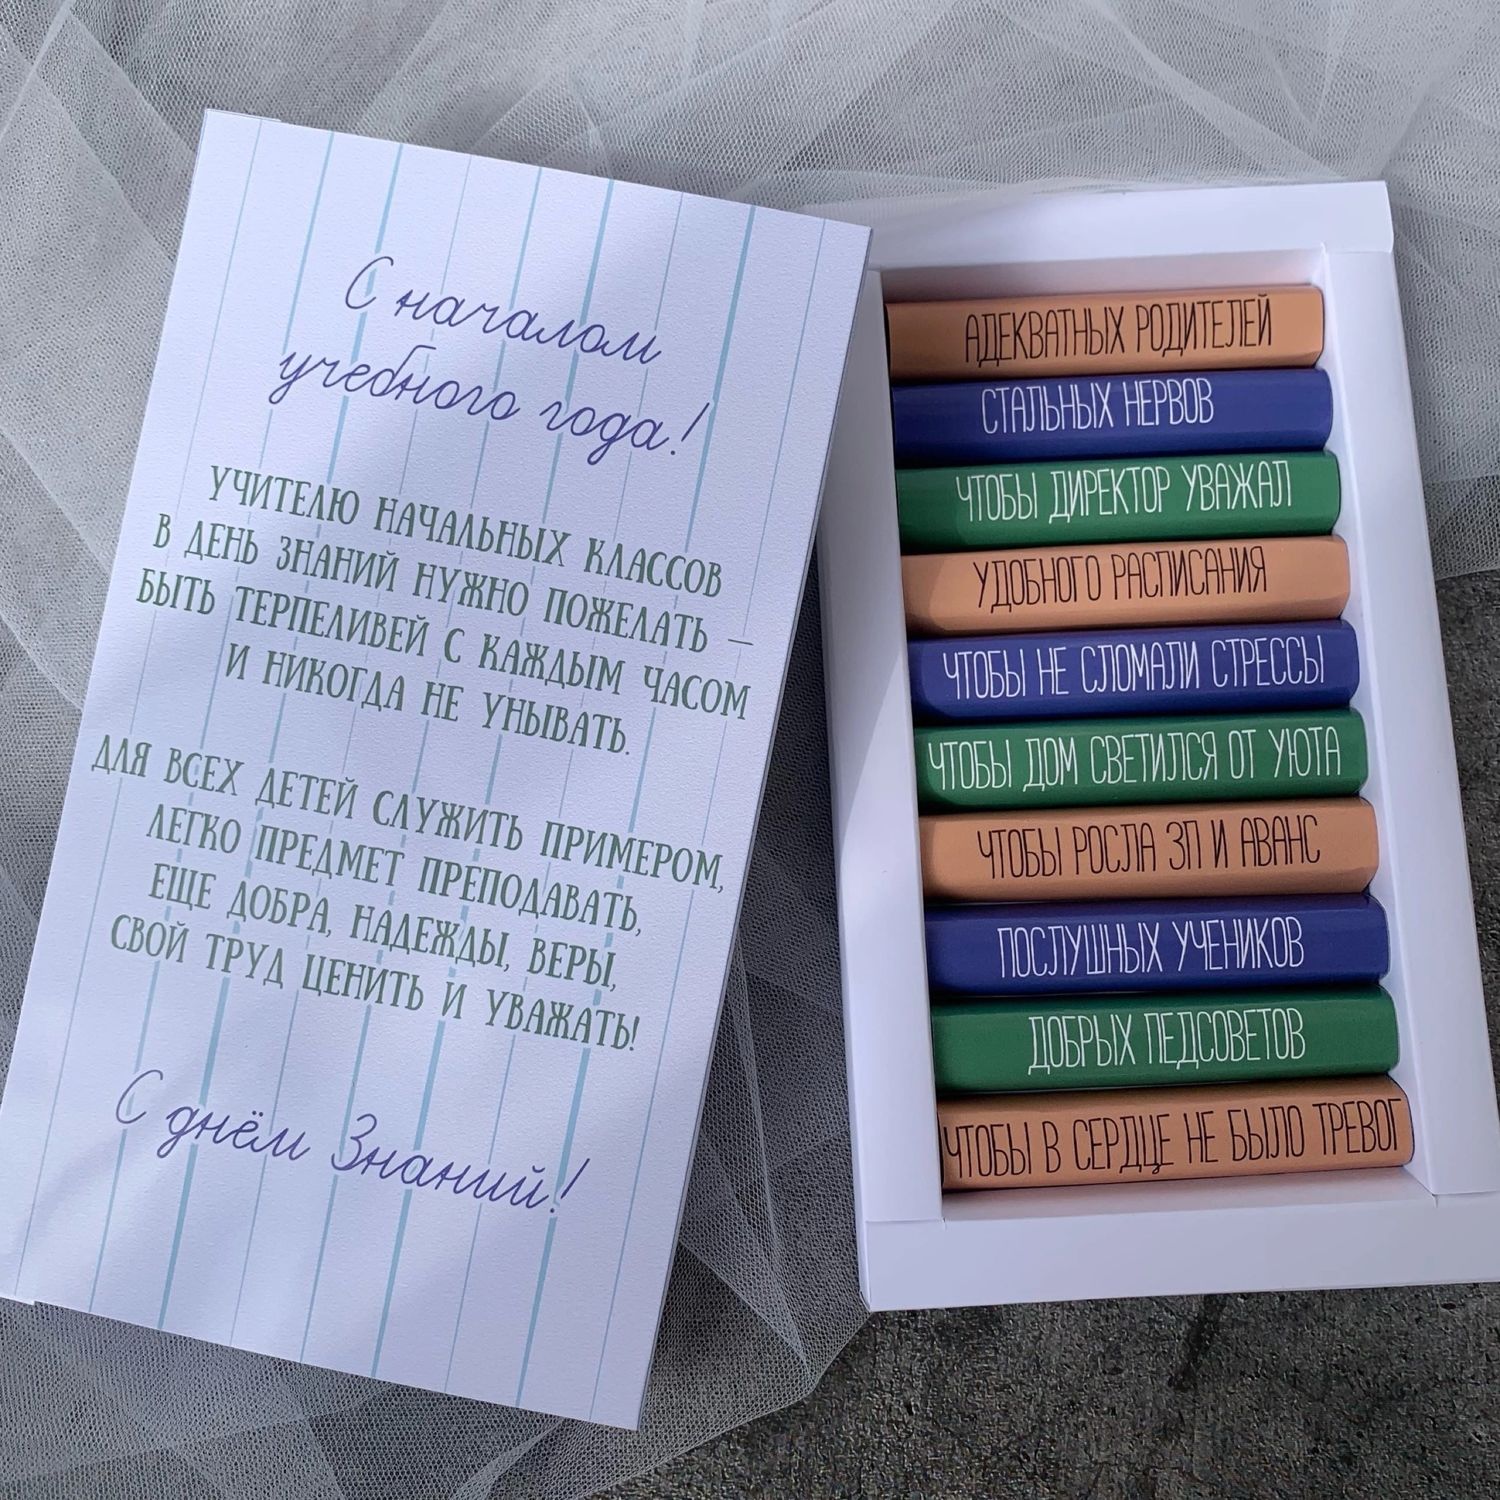 С началом
учебного года!
УЧИТЕЛЮ НАЧАЛЬНЫХ КЛАССОВ
В ДЕНЬ ЗНАНИЙ НУЖНО ПОЖЕЛАТЬ –
БЫТЬ ТЕРПЕЛИВЕЙ С КАЖДЫМ ЧАСОМ
И НИКОГДА НЕ УНЫВАТЬ.
ДЛЯ ВСЕХ ДЕТЕЙ СЛУЖИТЬ ПРИМЕРОМ,
ЛЕГКО ПРЕДМЕТ ПРЕПОДАВАТЬ,
ЕЩЕ ДОБРА, НАДЕЖДЫ, ВЕРЫ,
СВОЙ ТРУД ЦЕНИТЬ И УВАЖАТЬ!
С днём Знаний!
АДЕКВАТНЫХ РОДИТЕЛЕЙ
СТАЛЬНЫХ НЕРВОВ
ЧТОБЫ ДИРЕКТОР УВАЖАЛ
УДОБНОГО РАСПИСАНИЯ
ЧТОБЫ НЕ СЛОМАЛИ СТРЕССЫ
ЧТОБЫ ДОМ СВЕТИЛСЯ ОТ УЮТА
ЧТОБЫ РОСЛА ЗП И АВАНС
ПОСЛУШНЫХ УЧЕНИКОВ
ДОБРЫХ ПЕДСОВЕТОВ
ЧТОБЫ В СЕРДЦЕ НЕ БЫЛО ТРЕВОГ